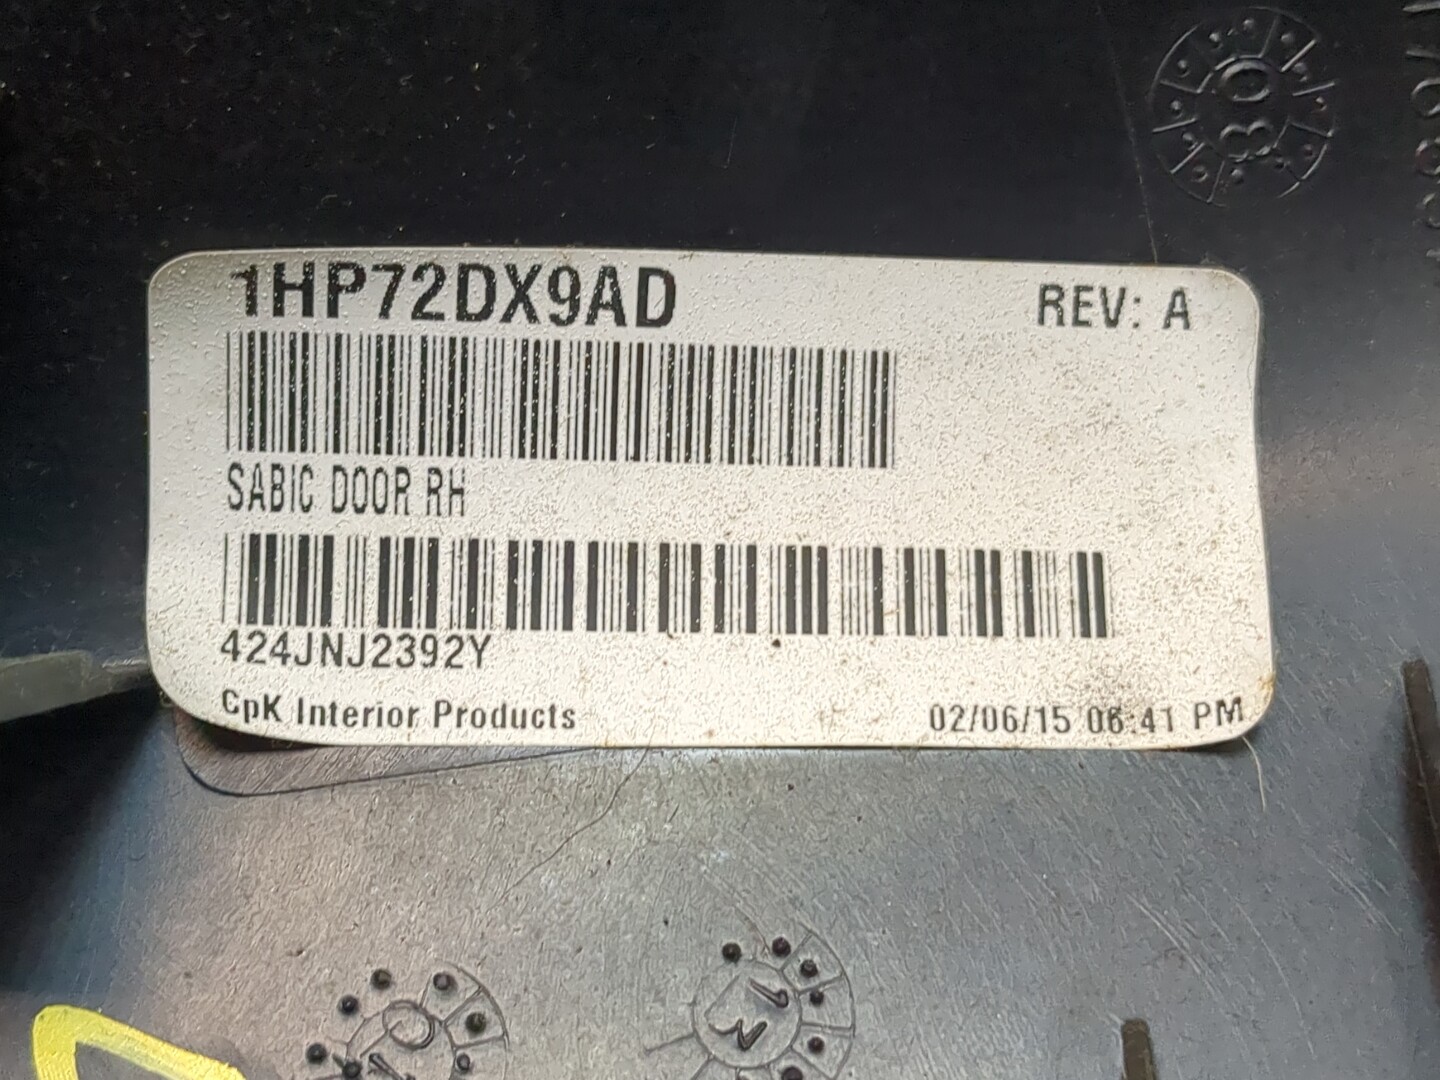 1HP72DX9AD
REV: A
SABIC DOOR RH
424JNJ2392Y
CpK Interior Products
02/06/15 06:41 PM